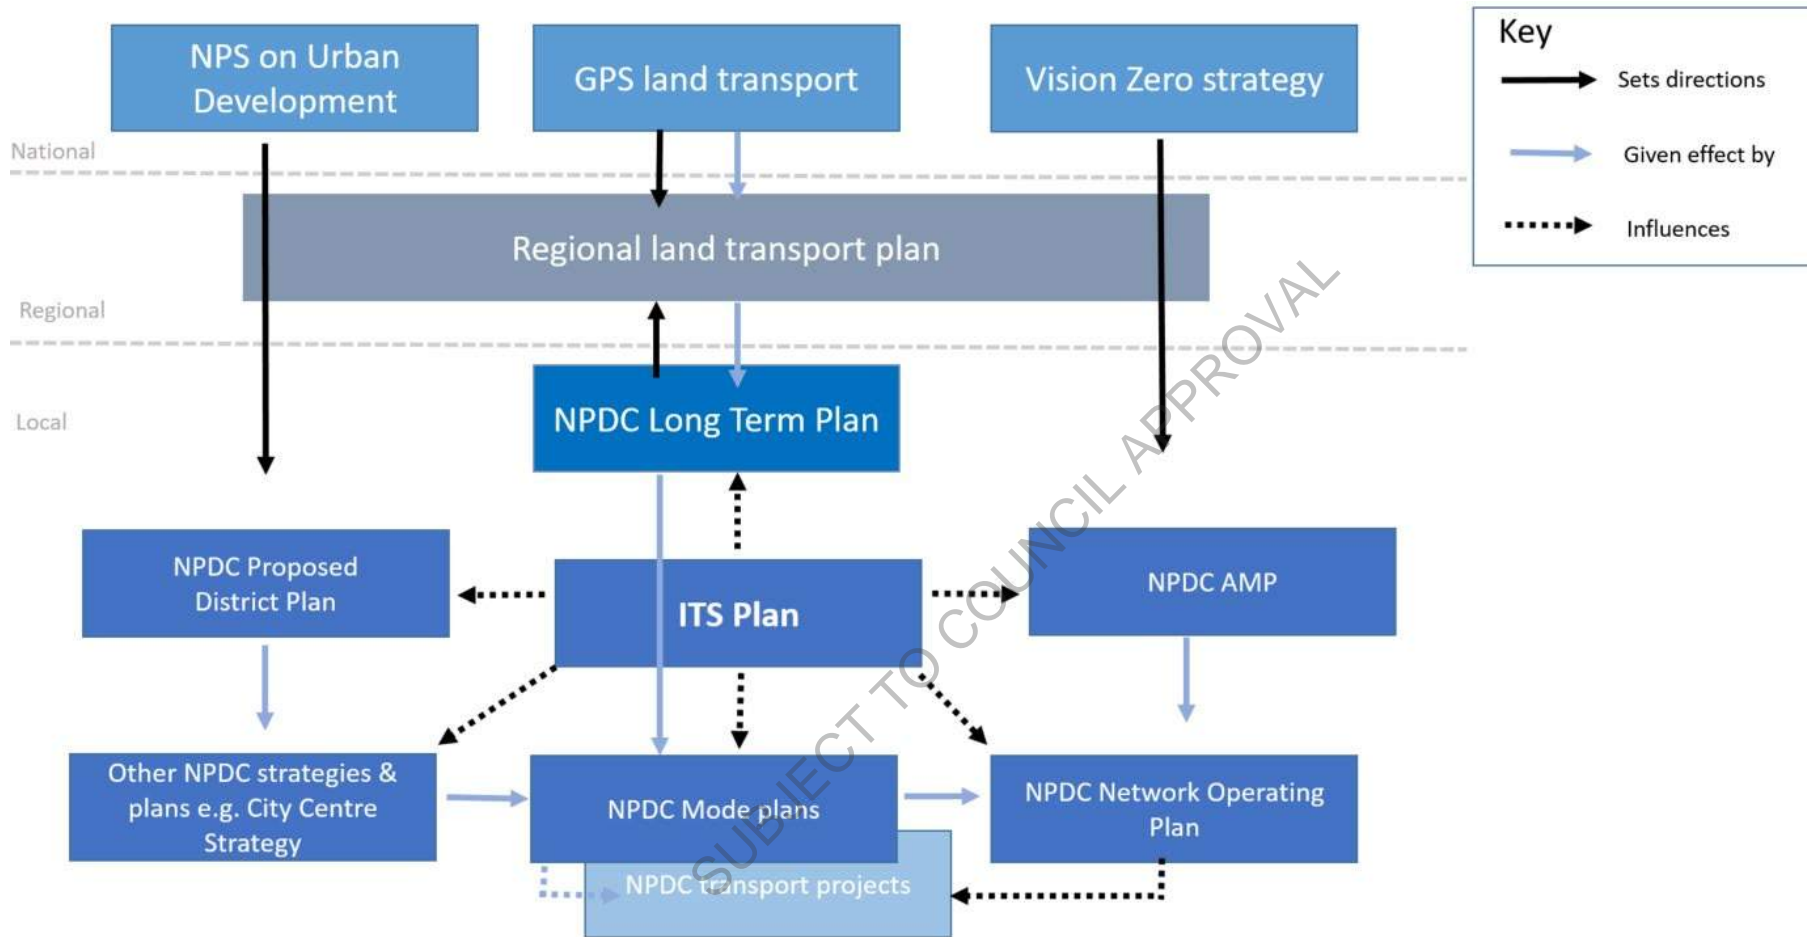 NPS on Urban
Development
GPS land transport
Vision Zero strategy
Key
Sets directions
Given effect by
Influences
National
Regional land transport plan
Regional
NPDC Long Term Plan
Local
NPDC Proposed
District Plan
ITS Plan
NPDC AMP
Other NPDC strategies &
plans e.g. City Centre
Strategy
NPDC Mode plans
NPDC Network Operating
Plan
NPDC transport projects
SUBJECT TO COUNCIL APPROVAL